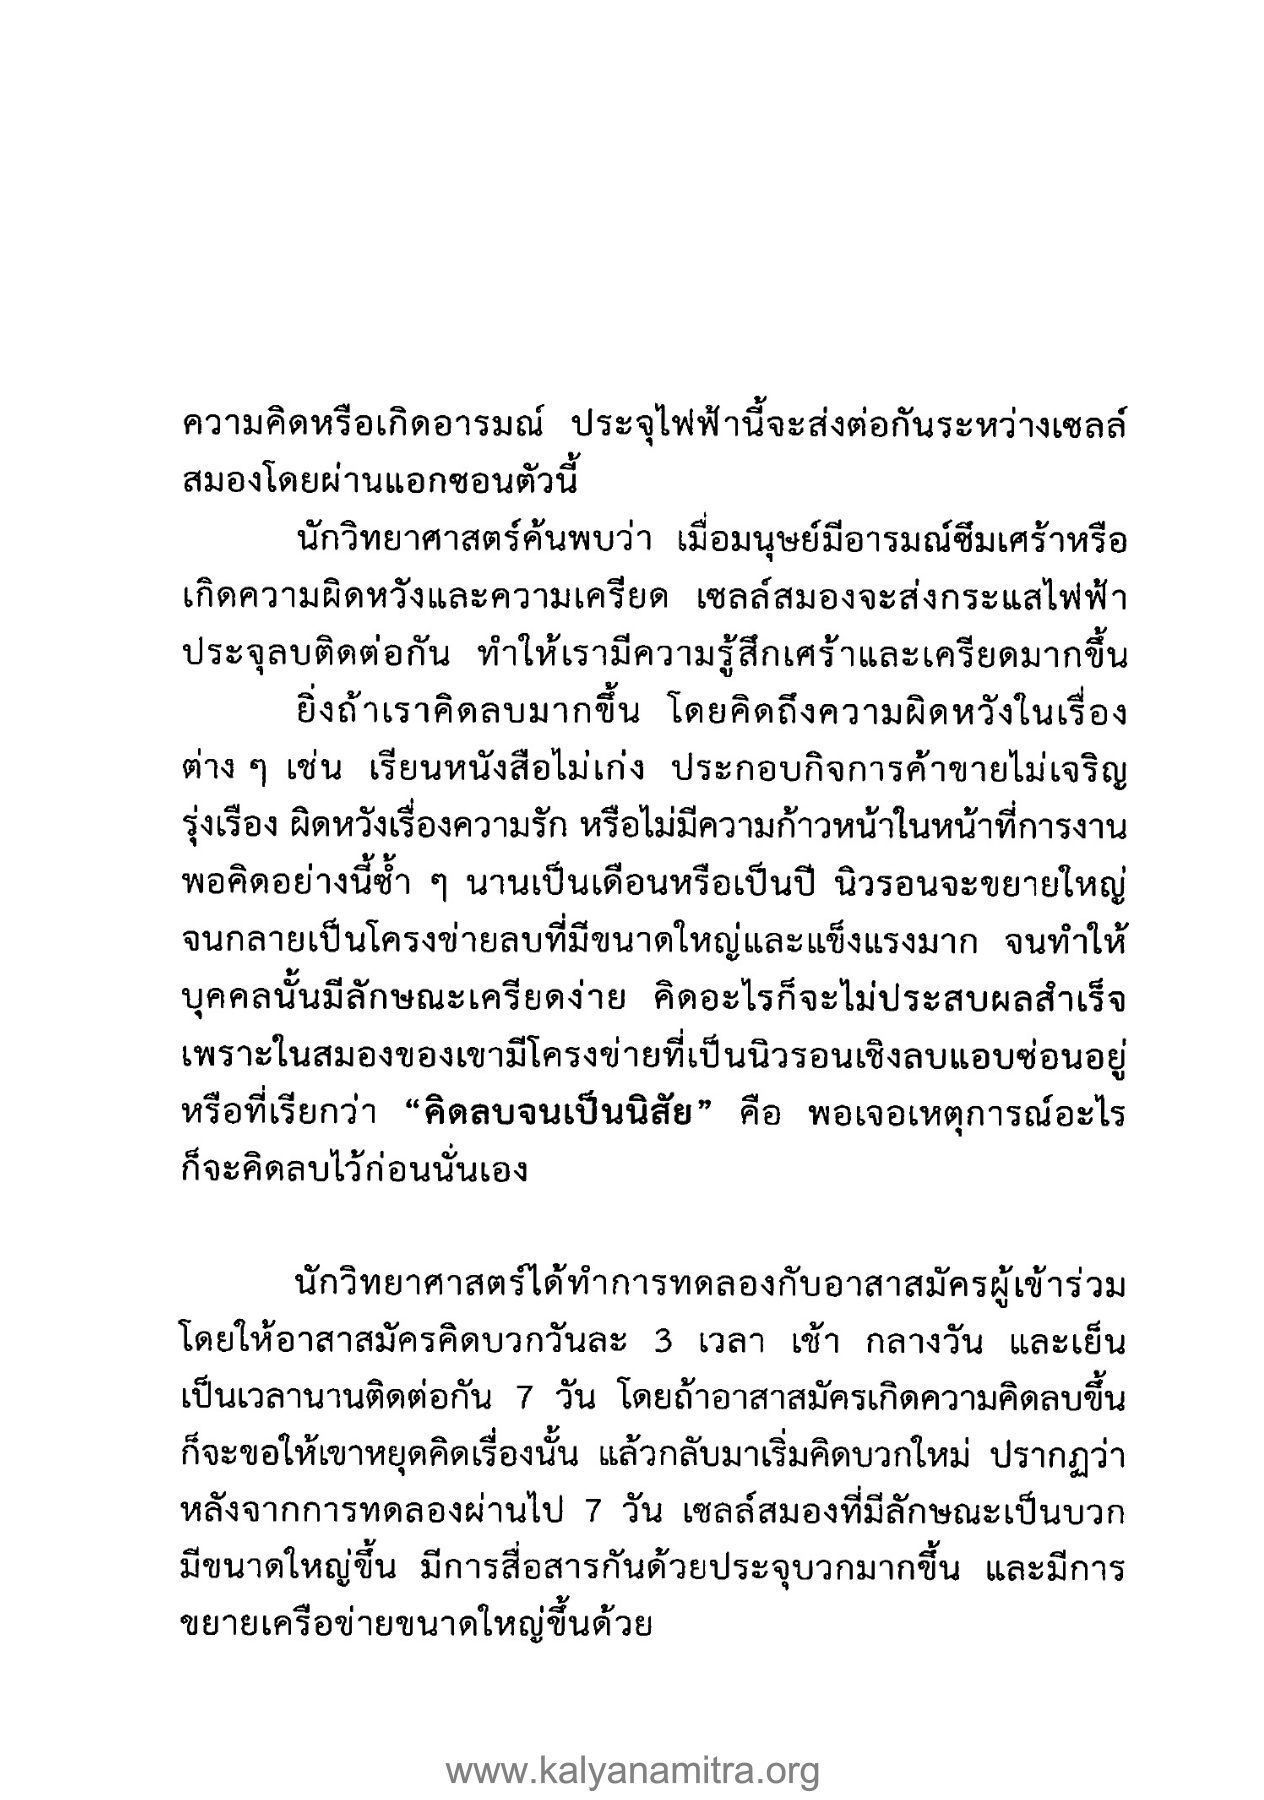 ความคิดหรือเกิดอารมณ์ ประจุไฟฟ้านี้จะส่งต่อกันระหว่างเซลล์
สมองโดยผ่านแอกซอนตัวนี้
นักวิทยาศาสตร์ค้นพบว่า เมื่อมนุษย์มีอารมณ์ซึมเศร้าหรือ
เกิดความผิดหวังและความเครียด เซลล์สมองจะส่งกระแสไฟฟ้า
ประจุลบติดต่อกัน ทำให้เรามีความรู้สึกเศร้าและเครียดมากขึ้น
ยิ่งถ้าเราคิดลบมากขึ้น โดยคิดถึงความผิดหวังในเรื่อง
ต่าง ๆ เช่น เรียนหนังสือไม่เก่ง ประกอบกิจการค้าขายไม่เจริญ
รุ่งเรือง ผิดหวังเรื่องความรัก หรือไม่มีความก้าวหน้าในหน้าที่การงาน
พอคิดอย่างนี้ซ้ำ ๆ นานเป็นเดือนหรือเป็นปี นิวรอนจะขยายใหญ่
จนกลายเป็นโครงข่ายลบที่มีขนาดใหญ่และแข็งแรงมาก จนทำให้
บุคคลนั้นมีลักษณะเครียดง่าย คิดอะไรก็จะไม่ประสบผลสำเร็จ
เพราะในสมองของเขามีโครงข่ายที่เป็นนิวรอนเชิงลบแอบซ่อนอยู่
หรือที่เรียกว่า “คิดลบจนเป็นนิสัย” คือ พอเจอเหตุการณ์อะไร
ก็จะคิดลบไว้ก่อนนั่นเอง
นักวิทยาศาสตร์ได้ทำการทดลองกับอาสาสมัครผู้เข้าร่วม
โดยให้อาสาสมัครคิดบวกวันละ 3 เวลา เช้า กลางวัน และเย็น
เป็นเวลานานติดต่อกัน 7 วัน โดยถ้าอาสาสมัครเกิดความคิดลบขึ้น
ก็จะขอให้เขาหยุดคิดเรื่องนั้น แล้วกลับมาเริ่มคิดบวกใหม่ ปรากฏว่า
หลังจากการทดลองผ่านไป 7 วัน เซลล์สมองที่มีลักษณะเป็นบวก
มีขนาดใหญ่ขึ้น มีการสื่อสารกันด้วยประจุบวกมากขึ้น และมีการ
ขยายเครือข่ายขนาดใหญ่ขึ้นด้วย
www.kalyanamitra.org